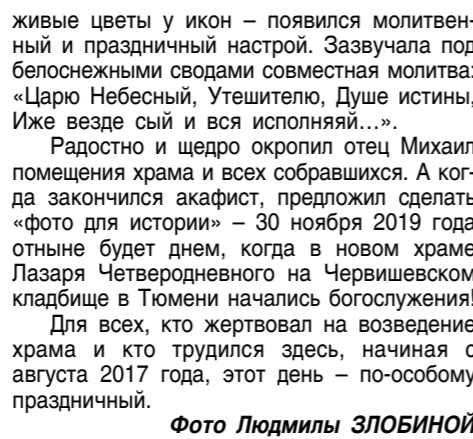 живые цветы у икон – появился молитвен-
ный и праздничный настрой. Зазвучала под
белоснежными сводами совместная молитва:
«Царю Небесный, Утешителю, Душе истины,
Иже везде сый и вся исполняяй…».
Радостно и щедро окропил отец Михаил
помещения храма и всех собравшихся. А ког-
да закончился акафист, предложил сделать
«фото для истории» – 30 ноября 2019 года
отныне будет днем, когда в новом храме
Лазаря Четверодневного на Червишевском
кладбище в Тюмени начались богослужения!
Для всех, кто жертвовал на возведение
храма и кто трудился здесь, начиная с
августа 2017 года, этот день – по-особому
праздничный.
Фото Людмилы ЗЛОБИНОЙ